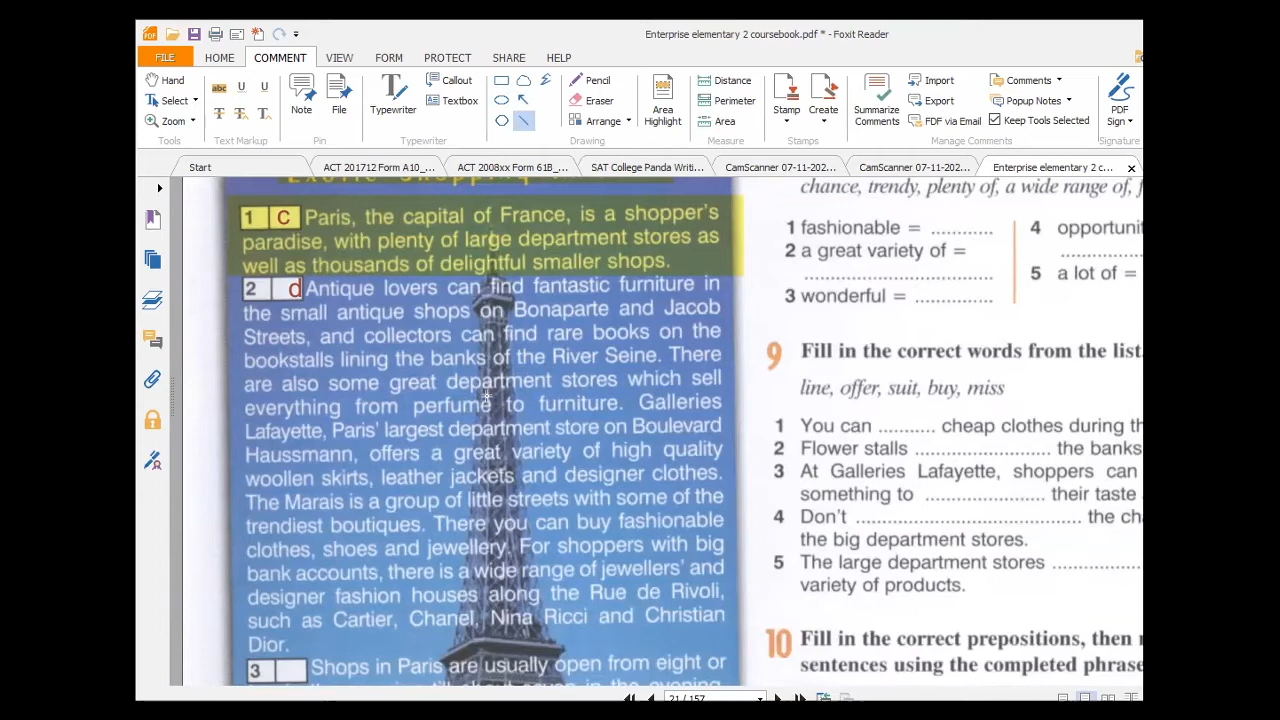 Enterprise elementary 2 coursebook.pdf * - Foxit Reader
FILE HOME COMMENT VIEW FORM PROTECT SHARE HELP
Hand
Select
Zoom
Tools
abc U U
T T T
Text Markup
Note
File
Pin
Typewriter
Callout
Textbox
Typewriter
Pencil
Eraser
Arrange
Drawing
Area
Highlight
Distance
Perimeter
Area
Measure
Stamp
Create
Stamps
Summarize
Comments
Import
Export
FDF via Email
Comments
Popup Notes
Keep Tools Selected
Manage Comments
PDF
Sign
Signature
Start
ACT 201712 Form A10_...
ACT 2008xx Form 61B_...
SAT College Panda Writi...
CamScanner 07-11-202...
CamScanner 07-11-202...
Enterprise elementary 2 c...
1 C Paris, the capital of France, is a shopper's
paradise, with plenty of large department stores as
well as thousands of delightful smaller shops.
2 d Antique lovers can find fantastic furniture in
the small antique shops on Bonaparte and Jacob
Streets, and collectors can find rare books on the
bookstalls lining the banks of the River Seine. There
are also some great department stores which sell
everything from perfume to furniture. Galleries
Lafayette, Paris' largest department store on Boulevard
Haussmann, offers a great variety of high quality
woollen skirts, leather jackets and designer clothes.
The Marais is a group of little streets with some of the
trendiest boutiques. There you can buy fashionable
clothes, shoes and jewellery. For shoppers with big
bank accounts, there is a wide range of jewellers' and
designer fashion houses along the Rue de Rivoli,
such as Cartier, Chanel, Nina Ricci and Christian
Dior.
3 Shops in Paris are usually open from eight or
chance, trendy, plenty of, a wide range of, f
1 fashionable = ...........
2 a great variety of =
................................
3 wonderful = ..............
4 opportuni
5 a lot of =
9 Fill in the correct words from the list.
line, offer, suit, buy, miss
1 You can ........... cheap clothes during th
2 Flower stalls ...................... the banks
3 At Galleries Lafayette, shoppers can
something to ....................... their taste
4 Don't ...................................... the ch
the big department stores.
5 The large department stores ................
variety of products.
10 Fill in the correct prepositions, then
sentences using the completed phrase
21 / 157